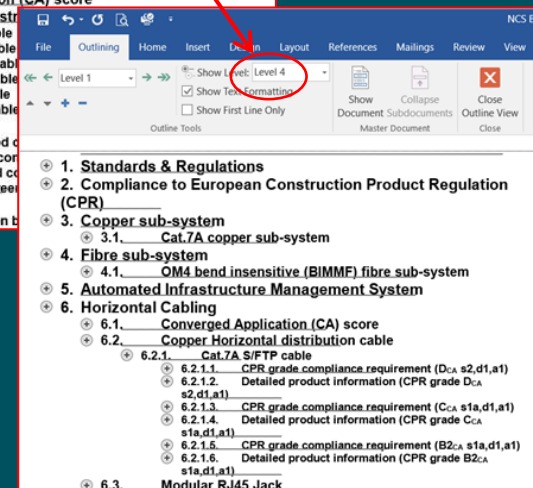 (CA) score
NCS
File Outlining Home Insert Design Layout References Mailings Review View
Level 1
Show Level: Level 4
Show Text Formatting
Show First Line Only
Outline Tools
Show Document
Collapse Subdocuments
Master Document
Close Outline View
Close
1. Standards & Regulations
2. Compliance to European Construction Product Regulation
(CPR)
3. Copper sub-system
3.1. Cat.7A copper sub-system
4. Fibre sub-system
4.1. OM4 bend insensitive (BIMMF) fibre sub-system
5. Automated Infrastructure Management System
6. Horizontal Cabling
6.1. Converged Application (CA) score
6.2. Copper Horizontal distribution cable
6.2.1. Cat.7A S/FTP cable
6.2.1.1. CPR grade compliance requirement (DCA s2,d1,a1)
6.2.1.2. Detailed product information (CPR grade DCA
s2,d1,a1)
6.2.1.3. CPR grade compliance requirement (CCA s1a,d1,a1)
6.2.1.4. Detailed product information (CPR grade CCA
s1a,d1,a1)
6.2.1.5. CPR grade compliance requirement (B2CA s1a,d1,a1)
6.2.1.6. Detailed product information (CPR grade B2CA
s1a,d1,a1)
6.3. Modular RJ45 Jack